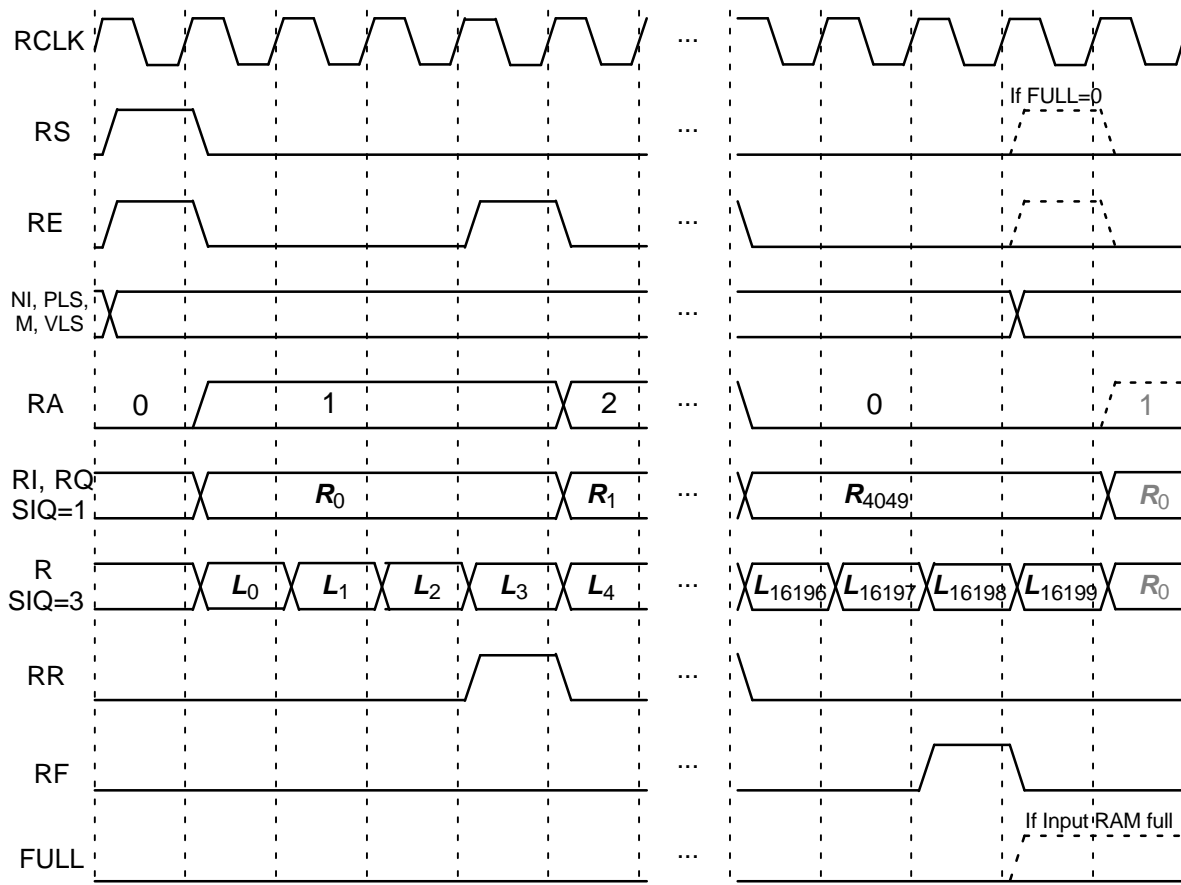 RCLK ...
If FULL=0
RS ...
RE ...
NI, PLS,
M, VLS ...
RA 0 1 2 ... 0 1
RI, RQ
SIQ=1 R0 R1 ... R4049 R0
R
SIQ=3 L0 L1 L2 L3 L4 ... L16196 L16197 L16198 L16199 R0
RR ...
RF ...
If Input RAM full
FULL ...